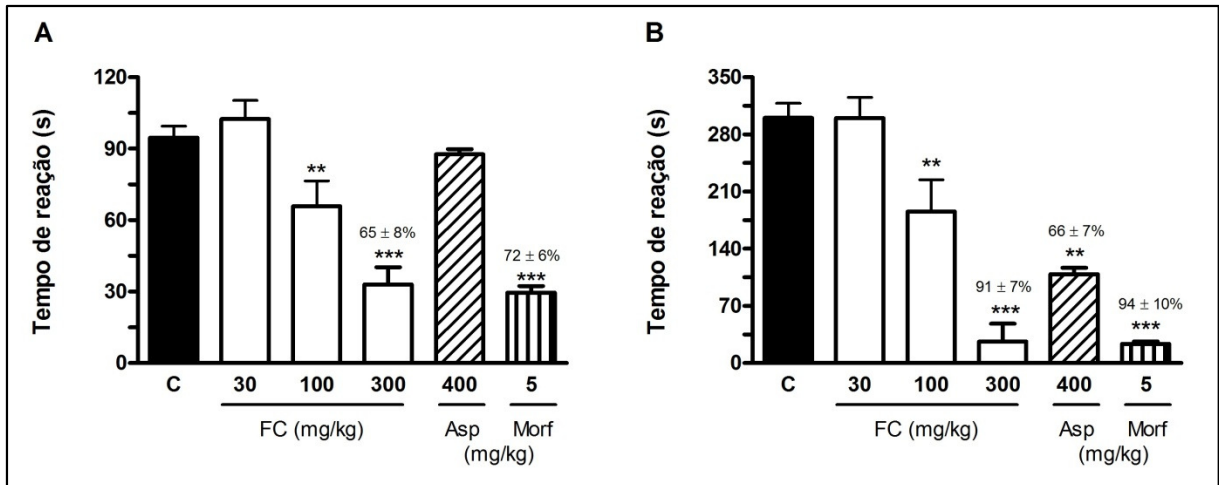 A
Tempo de reação (s)
120
90
60
30
0
**
65 ± 8%
***
72 ± 6%
***
C 30 100 300 400 5
FC (mg/kg) Asp Morf
(mg/kg)
B
Tempo de reação (s)
350
280
210
140
70
0
**
91 ± 7%
***
66 ± 7%
**
94 ± 10%
***
C 30 100 300 400 5
FC (mg/kg) Asp Morf
(mg/kg)